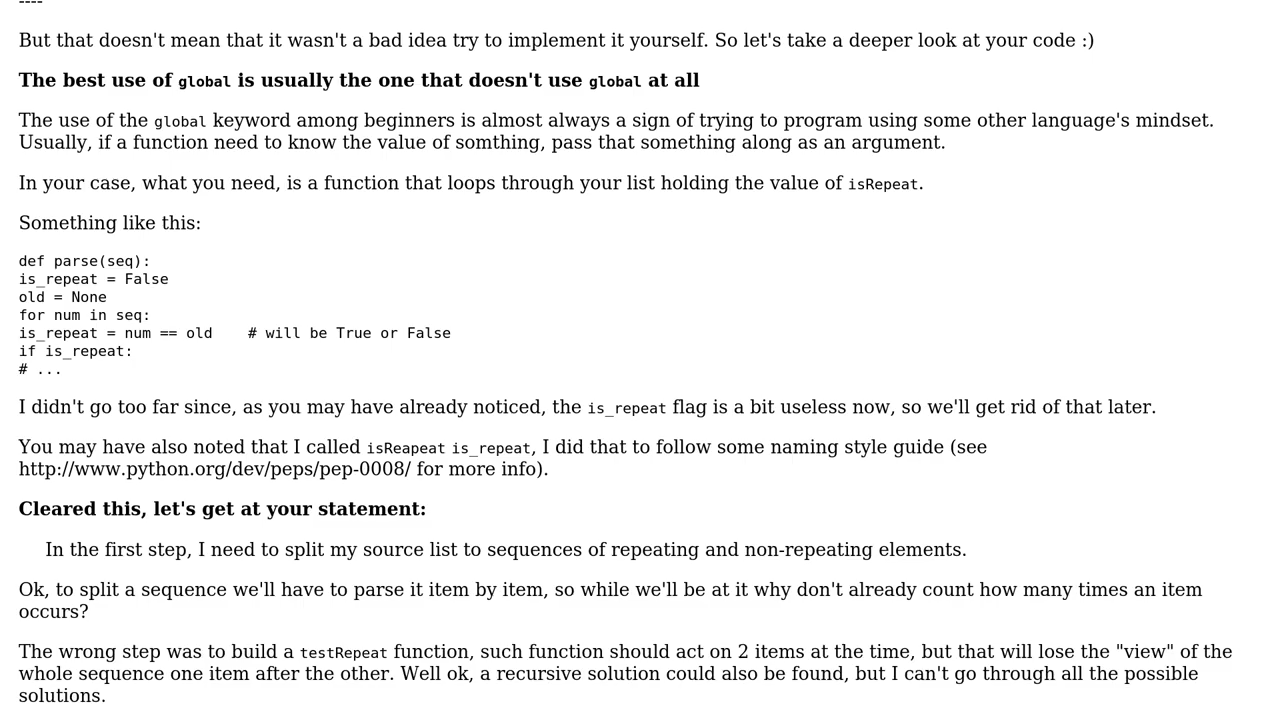 ----
But that doesn't mean that it wasn't a bad idea try to implement it yourself. So let's take a deeper look at your code :)
The best use of global is usually the one that doesn't use global at all
The use of the global keyword among beginners is almost always a sign of trying to program using some other language's mindset.
Usually, if a function need to know the value of somthing, pass that something along as an argument.
In your case, what you need, is a function that loops through your list holding the value of isRepeat.
Something like this:
def parse(seq):
is_repeat = False
old = None
for num in seq:
is_repeat = num == old    # will be True or False
if is_repeat:
# ...
I didn't go too far since, as you may have already noticed, the is_repeat flag is a bit useless now, so we'll get rid of that later.
You may have also noted that I called isReapeat is_repeat, I did that to follow some naming style guide (see
http://www.python.org/dev/peps/pep-0008/ for more info).
Cleared this, let's get at your statement:
In the first step, I need to split my source list to sequences of repeating and non-repeating elements.
Ok, to split a sequence we'll have to parse it item by item, so while we'll be at it why don't already count how many times an item
occurs?
The wrong step was to build a testRepeat function, such function should act on 2 items at the time, but that will lose the "view" of the
whole sequence one item after the other. Well ok, a recursive solution could also be found, but I can't go through all the possible
solutions.